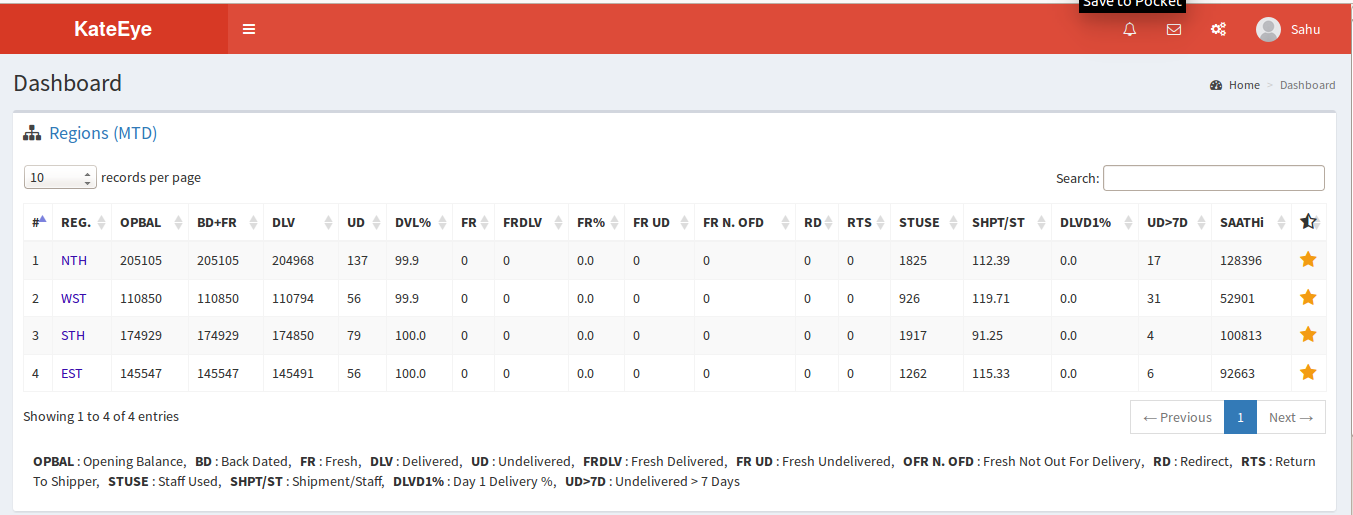 Save to Pocket
KateEye Sahu
Dashboard Home > Dashboard
Regions (MTD)
10 records per page Search:
# REG. OPBAL BD+FR DLV UD DVL% FR FRDLV FR% FR UD FR N. OFD RD RTS STUSE SHPT/ST DLVD1% UD>7D SAATHi
1 NTH 205105 205105 204968 137 99.9 0 0 0.0 0 0 0 0 1825 112.39 0.0 17 128396
2 WST 110850 110850 110794 56 99.9 0 0 0.0 0 0 0 0 926 119.71 0.0 31 52901
3 STH 174929 174929 174850 79 100.0 0 0 0.0 0 0 0 0 1917 91.25 0.0 4 100813
4 EST 145547 145547 145491 56 100.0 0 0 0.0 0 0 0 0 1262 115.33 0.0 6 92663
Showing 1 to 4 of 4 entries ← Previous 1 Next →
OPBAL : Opening Balance, BD : Back Dated, FR : Fresh, DLV : Delivered, UD : Undelivered, FRDLV : Fresh Delivered, FR UD : Fresh Undelivered, OFR N. OFD : Fresh Not Out For Delivery, RD : Redirect, RTS : Return
To Shipper, STUSE : Staff Used, SHPT/ST : Shipment/Staff, DLVD1% : Day 1 Delivery %, UD>7D : Undelivered > 7 Days